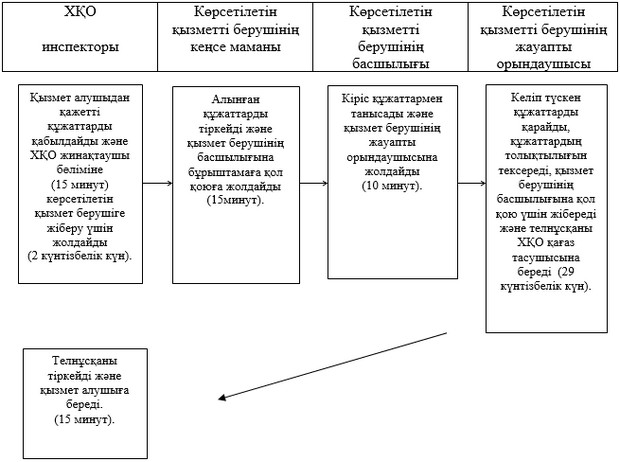 ХҚО
инспекторы
Көрсетілетін
қызметті берушінің
кеңсе маманы
Көрсетілетін
қызметті
берушінің
басшылығы
Көрсетілетін
қызметті берушінің
жауапты
орындаушысы
Қызмет алушыдан
қажетті
құжаттарды
қабылдайды және
ХҚО жинақтаушы
бөліміне
(15 минут)
көрсетілетін
қызмет берушіге
жіберу үшін
жолдайды
(2 күнтізбелік күн).
Алынған
құжаттарды
тіркейді және
қызмет берушінің
басшылығына
бұрыштамаға қол
қоюға жолдайды
(15минут).
Кіріс құжаттармен
танысады және
қызмет берушінің
жауапты
орындаушысына
жолдайды
(10 минут).
Келіп түскен
құжаттарды
қарайды,
құжаттардың
толықтылығын
тексереді, қызмет
берушінің
басшылығына қол
қою үшін жібереді
және телнұсқаны
ХҚО қағаз
тасушысына
береді (29
күнтізбелік күн).
Телнұсқаны
тіркейді және
қызмет алушыға
береді.
(15 минут).